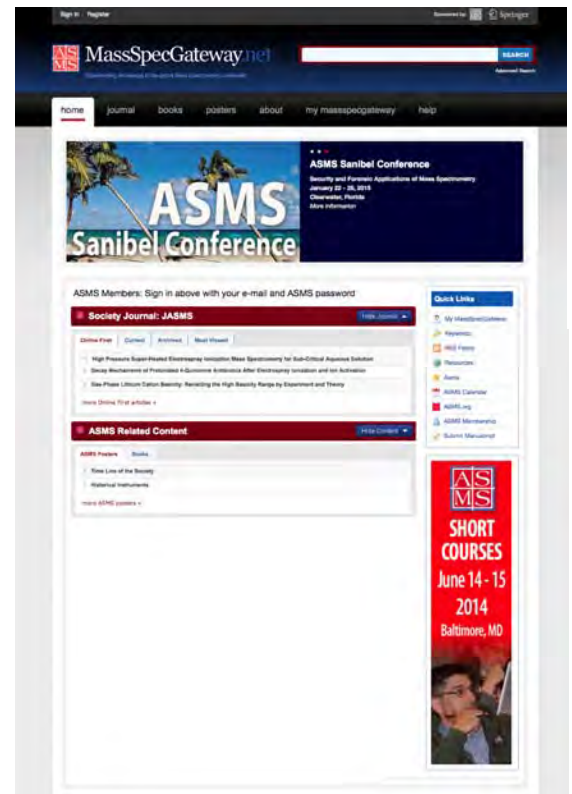 Sign In Register
Sponsored by: Springer
AS
MS
MassSpecGateway.net
SEARCH
Advanced Search
home journal books posters about my massspecgateway help
ASMS
Sanibel Conference
ASMS Sanibel Conference
Security and Forensic Applications of Mass Spectrometry
January 22 - 25, 2015
Clearwater, Florida
More Information
ASMS Members: Sign in above with your e-mail and ASMS password
Society Journal: JASMS
Hide Journal
Online First Current Archives Most Viewed
High Pressure Super-Heated Electrospray Ionization Mass Spectrometry for Sub-Critical Aqueous Solution
Decay Mechanisms of Protonated 4-Quinolone Antibiotics After Electrospray Ionization and Ion Activation
Gas-Phase Lithium Cation Basicity: Revisiting the High Basicity Range by Experiment and Theory
more Online First articles »
ASMS Related Content
Hide Content
ASMS Posters Books
Time Line of the Society
Historical Instruments
more ASMS posters »
Quick Links
My MassSpecGateway
Keywords
RSS Feeds
Resources
Alerts
ASMS Calendar
ASMS.org
ASMS Membership
Submit Manuscript
AS
MS
SHORT
COURSES
June 14 - 15
2014
Baltimore, MD